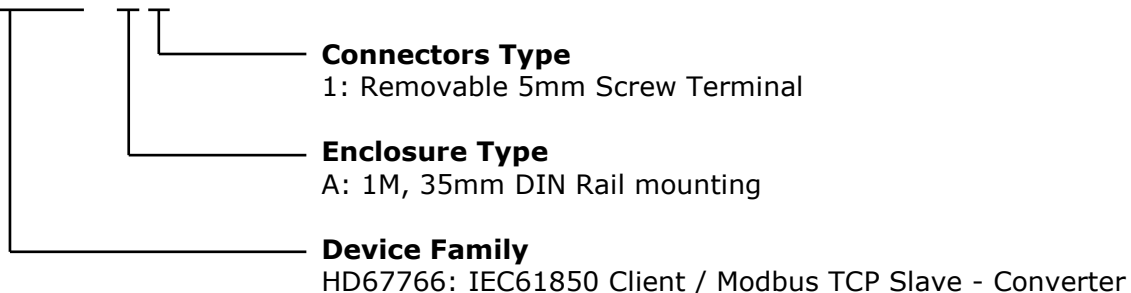 Connectors Type
1: Removable 5mm Screw Terminal
Enclosure Type
A: 1M, 35mm DIN Rail mounting
Device Family
HD67766: IEC61850 Client / Modbus TCP Slave - Converter